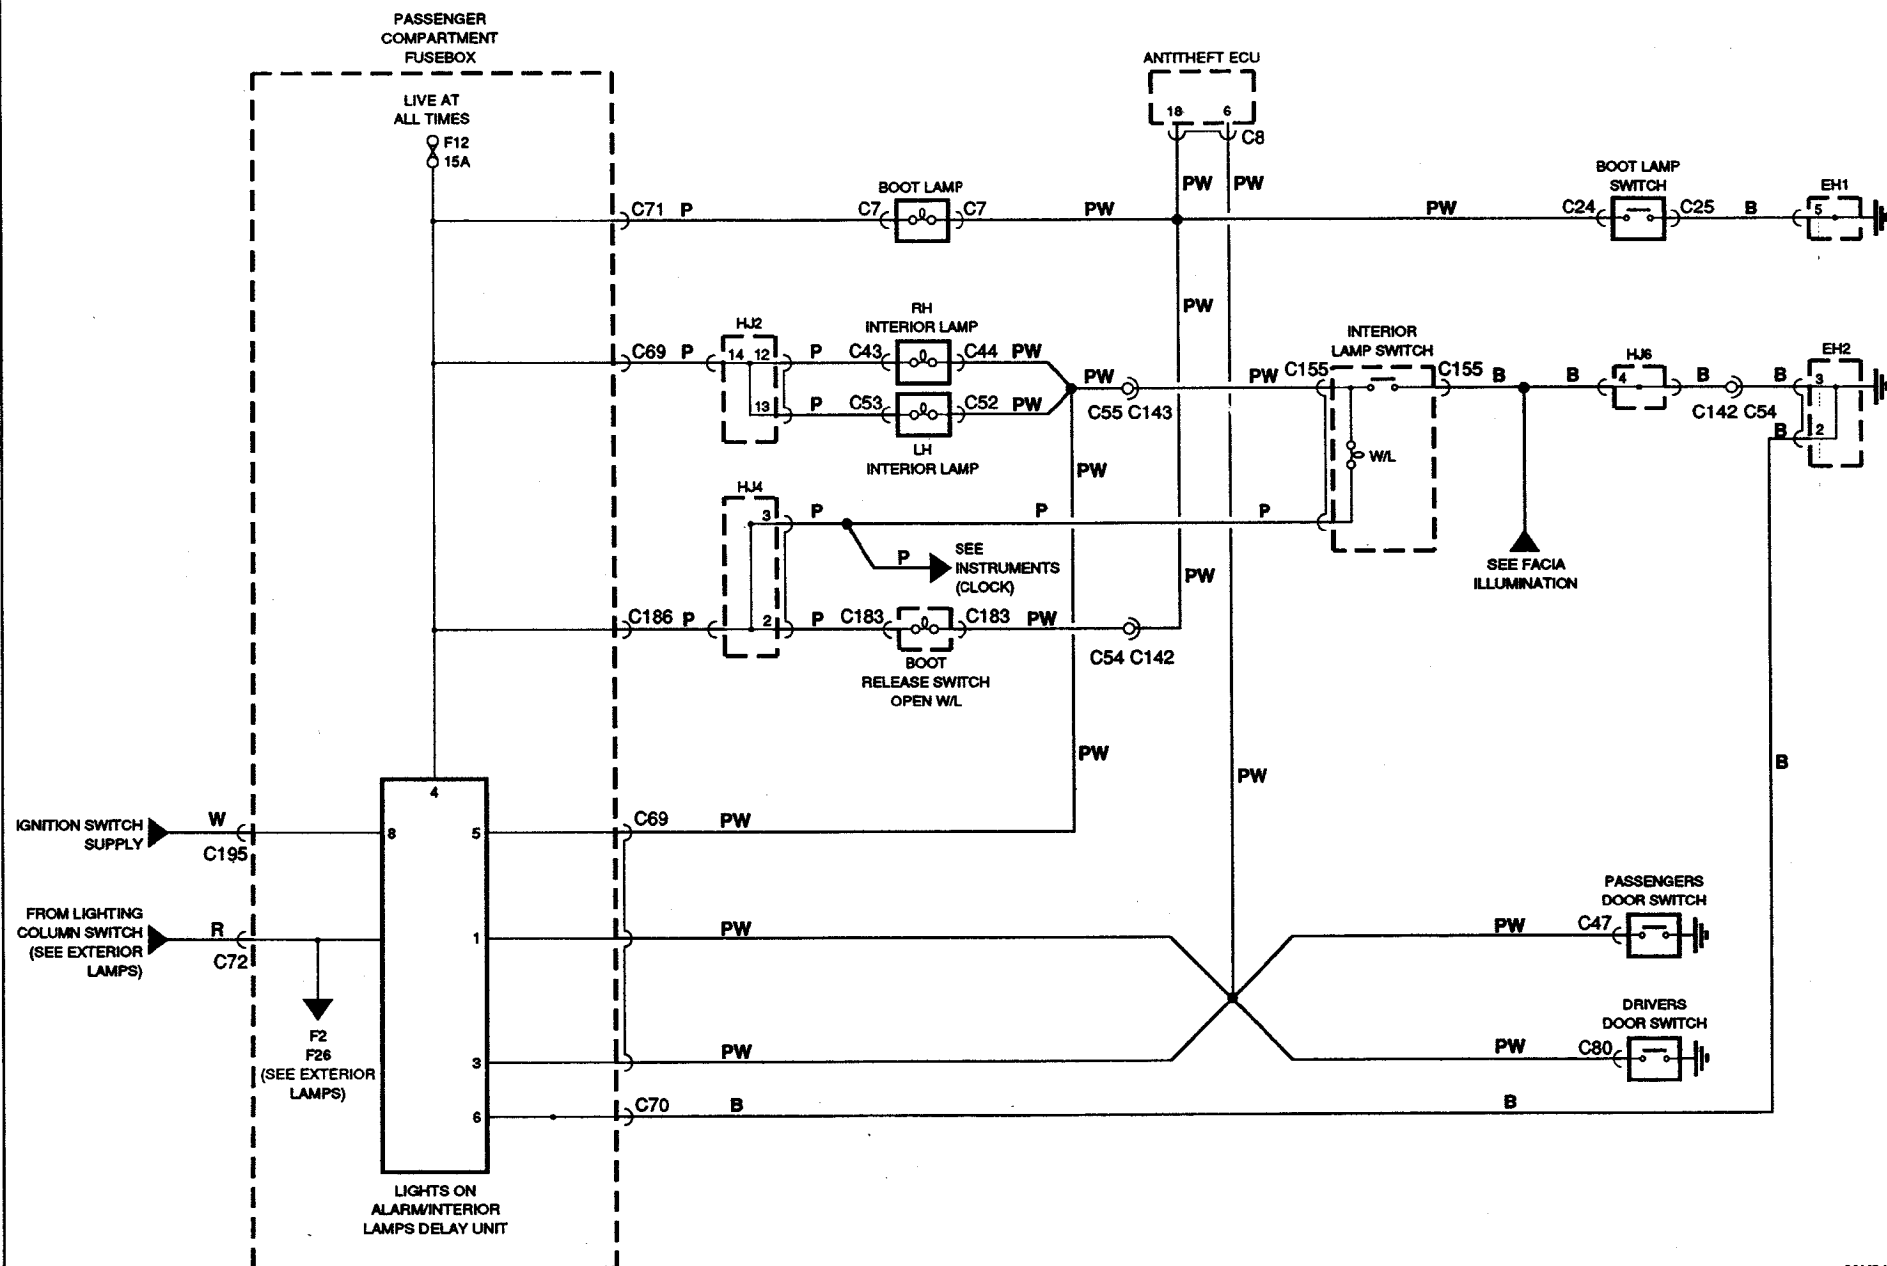 PASSENGER
COMPARTMENT
FUSEBOX
LIVE AT
ALL TIMES
F12
15A
ANTITHEFT ECU
18 6
C8
PW PW
BOOT LAMP
C71 P C7 C7 PW PW
BOOT LAMP
SWITCH
C24 C25 B
EH1
5
PW
HJ2
RH
INTERIOR LAMP
C69 P 14 12 P C43 C44 PW
13 P C53 C52 PW
LH
INTERIOR LAMP
PW
C55 C143
PW
INTERIOR
LAMP SWITCH
C155 C155 B B
W/L
HJ6
4
B B
C142 C54
EH2
3
B 2
PW
HJ4
3 P P P
P
SEE
INSTRUMENTS
(CLOCK)
SEE FACIA
ILLUMINATION
PW
C186 P 2 P C183 C183 PW
C54 C142
BOOT
RELEASE SWITCH
OPEN W/L
PW
PW
B
4
IGNITION SWITCH
SUPPLY
W
C195
8 5
C69 PW
FROM LIGHTING
COLUMN SWITCH
(SEE EXTERIOR
LAMPS)
R
C72
1
PW
PASSENGERS
DOOR SWITCH
PW C47
F2
F26
(SEE EXTERIOR
LAMPS)
3
PW
DRIVERS
DOOR SWITCH
PW C80
6
C70 B B
LIGHTS ON
ALARM/INTERIOR
LAMPS DELAY UNIT